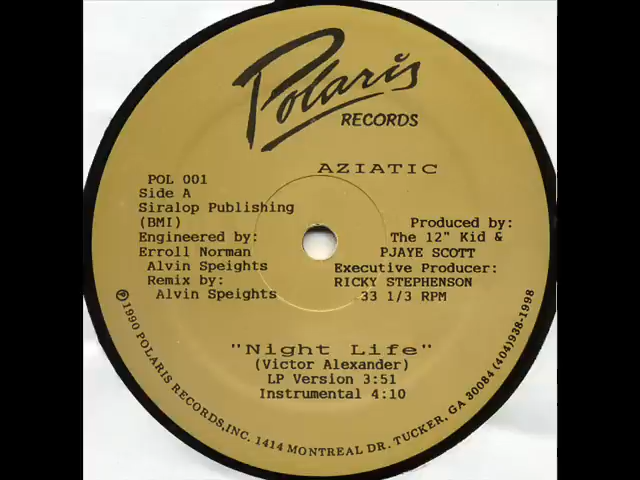 Polaris
RECORDS
AZIATIC
POL 001
Side A
Siralop Publishing
(BMI)
Engineered by:
Erroll Norman
Alvin Speights
Remix by:
Alvin Speights
Produced by:
The 12" Kid &
PJAYE SCOTT
Executive Producer:
RICKY STEPHENSON
33 1/3 RPM
"Night Life"
(Victor Alexander)
LP Version 3:51
Instrumental 4:10
℗1990 POLARIS RECORDS,INC. 1414 MONTREAL DR. TUCKER, GA 30084 (404)938-1998